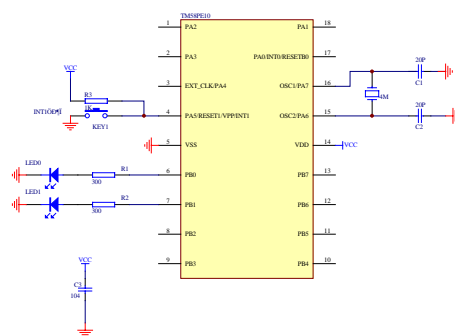 TM58PE10
1 PA2 PA1 18
2 PA3 PA0/INT0/RESETB0 17
3 EXT_CLK/PA4 OSC1/PA7 16
4 PA5/RESET1/VPP/INT1 OSC2/PA6 15
5 VSS VDD 14 VCC
6 PB0 PB7 13
7 PB1 PB6 12
8 PB2 PB5 11
9 PB3 PB4 10
VCC
R3
1K
KEY1
LED0 R1
300
LED1 R2
300
20P
C1
4M
20P
C2
VCC
C3
104